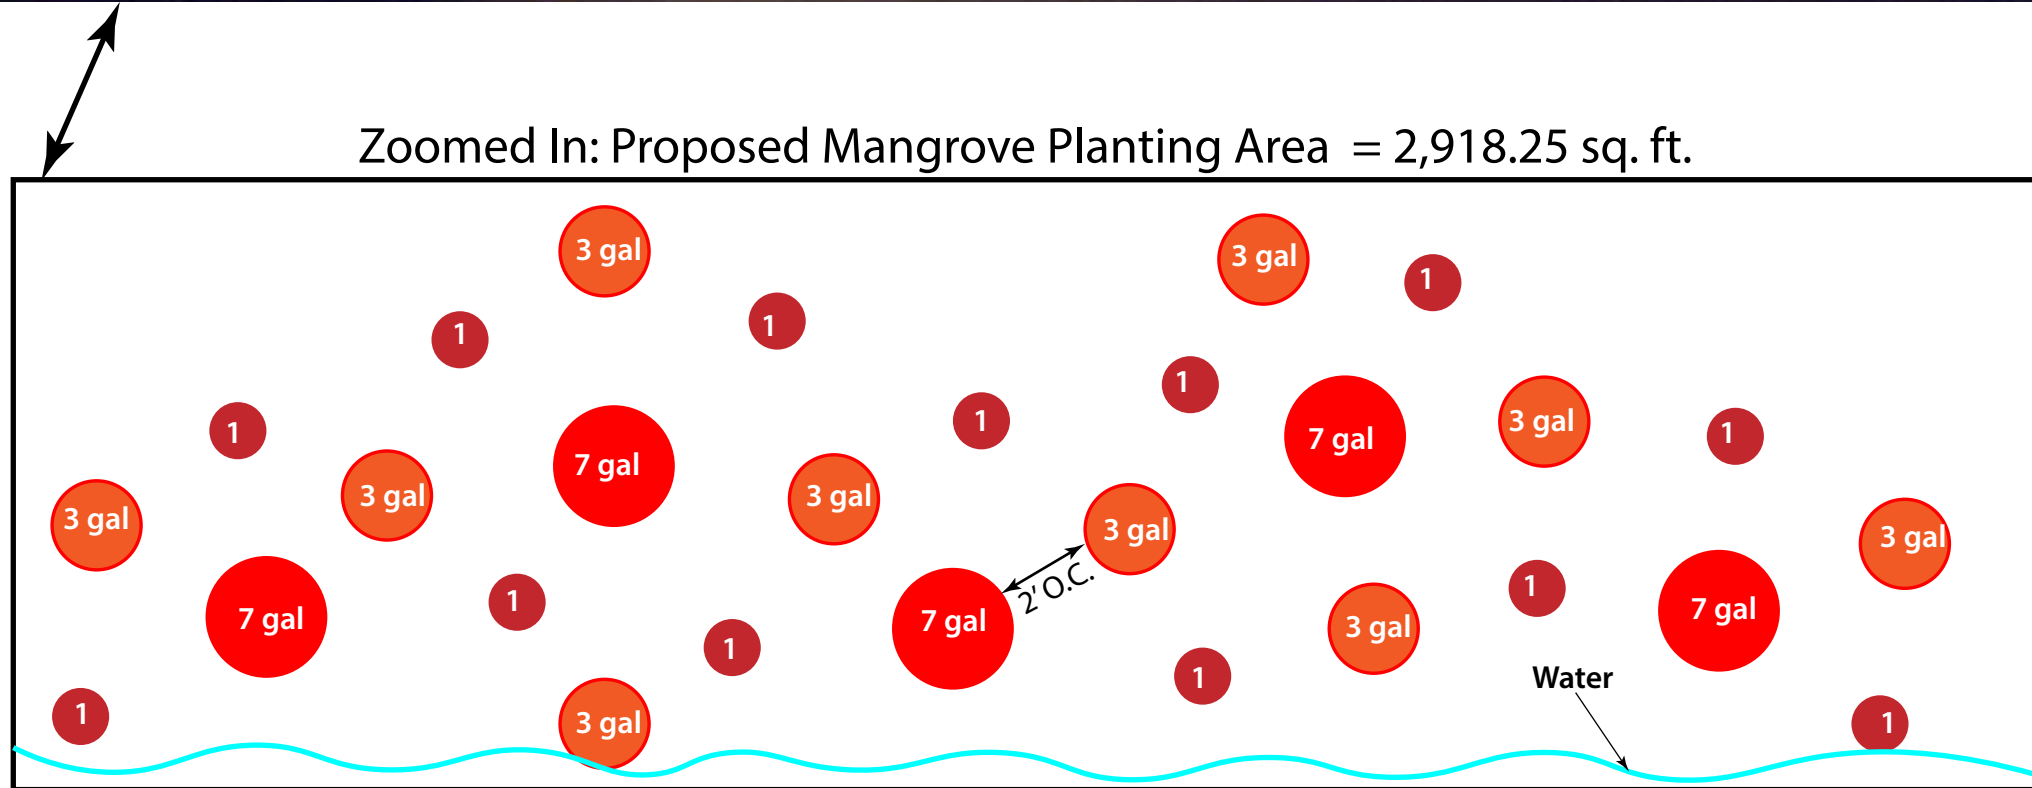 Zoomed In: Proposed Mangrove Planting Area = 2,918.25 sq. ft.
3 gal
3 gal
1
1
1
1
1
3 gal
1
1
7 gal
1
7 gal
3 gal
3 gal
3 gal
3 gal
3 gal
3 gal
2' O.C.
1
1
7 gal
7 gal
3 gal
7 gal
1
1
Water
1
3 gal
1